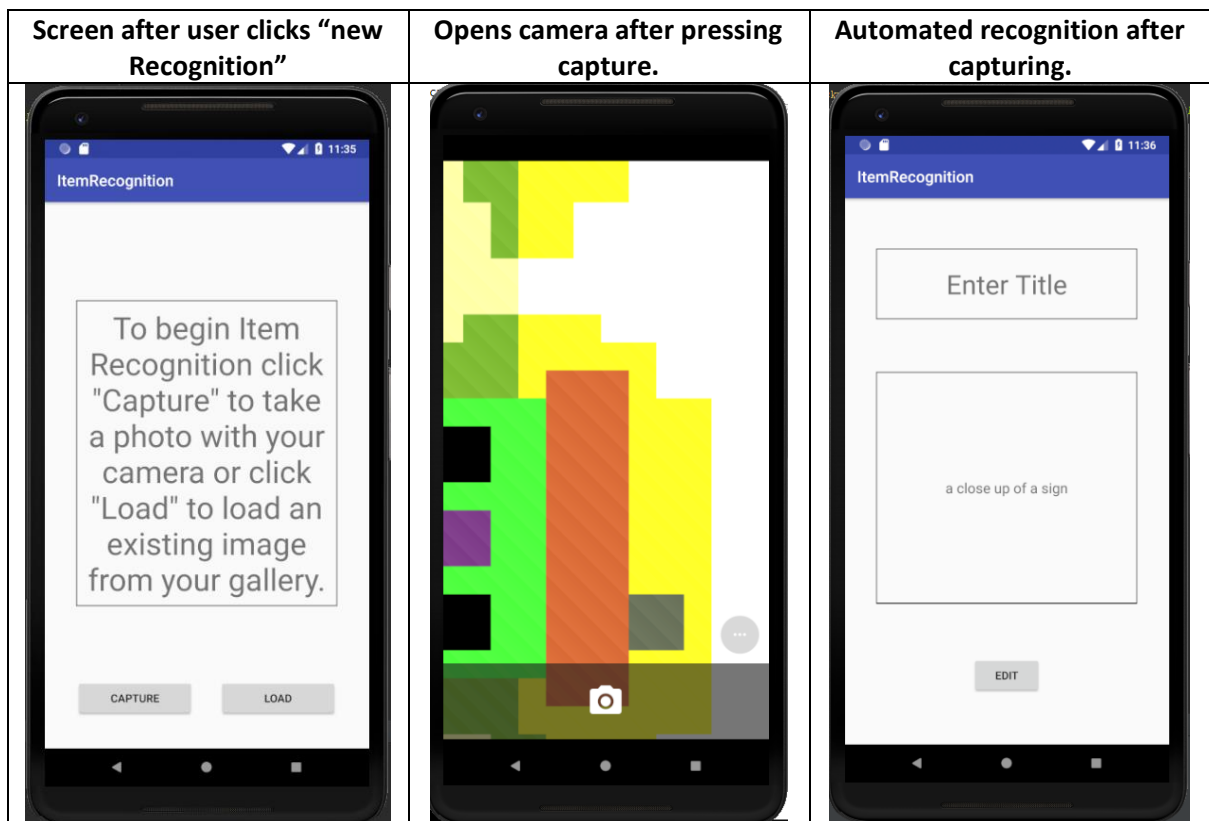 Screen after user clicks “new
Recognition”
Opens camera after pressing
capture.
Automated recognition after
capturing.
11:35
ItemRecognition
To begin Item
Recognition click
"Capture" to take
a photo with your
camera or click
"Load" to load an
existing image
from your gallery.
CAPTURE
LOAD
11:36
ItemRecognition
Enter Title
a close up of a sign
EDIT